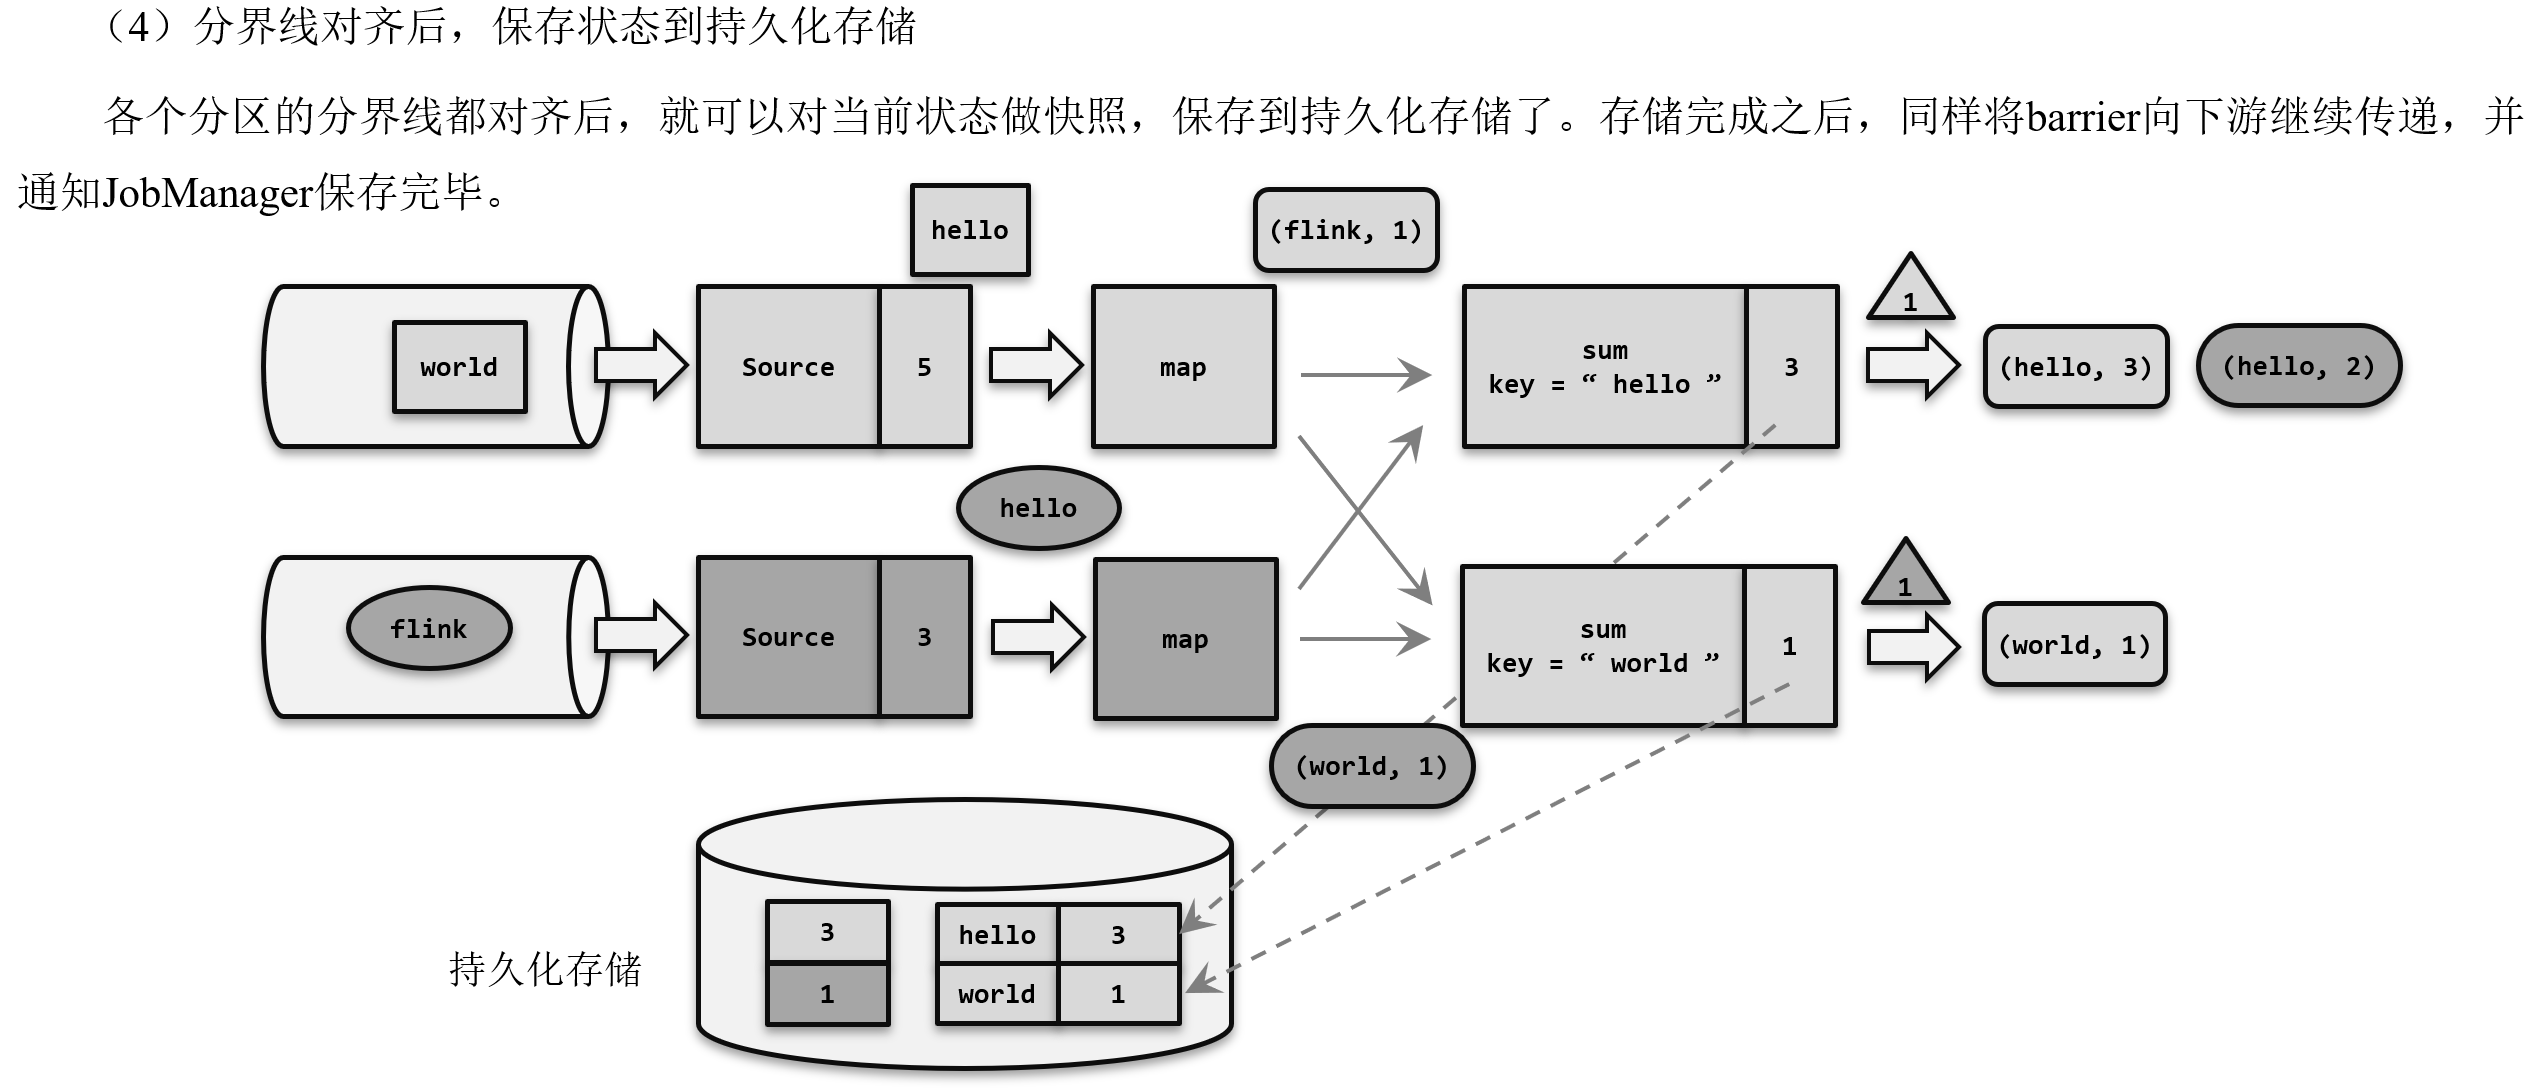 （4）分界线对齐后，保存状态到持久化存储
各个分区的分界线都对齐后，就可以对当前状态做快照，保存到持久化存储了。存储完成之后，同样将barrier向下游继续传递，并
通知JobManager保存完毕。
hello
(flink, 1)
1
world
Source
5
map
sum
key = “ hello ”
3
(hello, 3)
(hello, 2)
hello
1
flink
Source
3
map
sum
key = “ world ”
1
(world, 1)
(world, 1)
持久化存储
3
1
hello
3
world
1